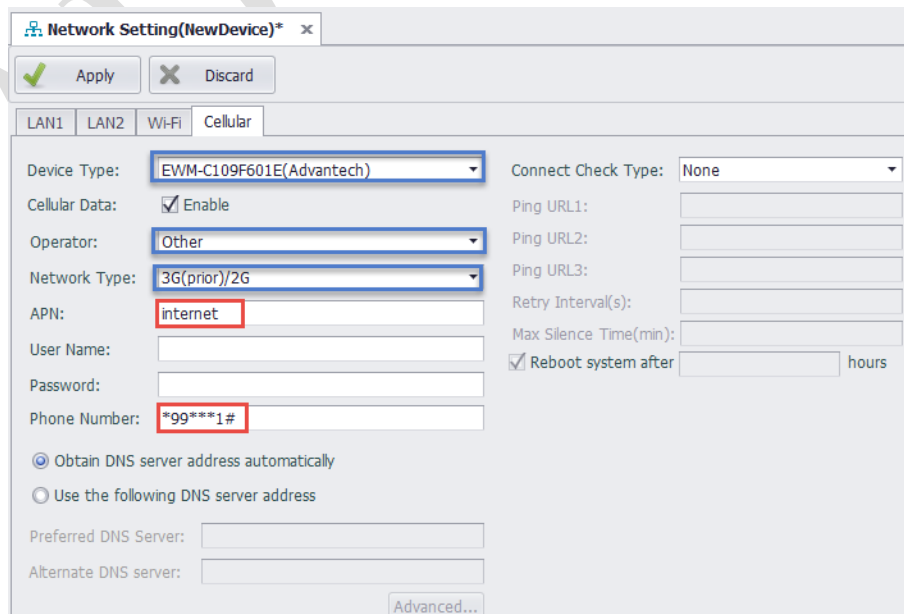 Network Setting(NewDevice)* x
Apply Discard
LAN1 LAN2 Wi-Fi Cellular
Device Type: EWM-C109F601E(Advantech)
Cellular Data: Enable
Operator: Other
Network Type: 3G(prior)/2G
APN: internet
User Name:
Password:
Phone Number: *99***1#
Obtain DNS server address automatically
Use the following DNS server address
Preferred DNS Server:
Alternate DNS server:
Advanced...
Connect Check Type: None
Ping URL1:
Ping URL2:
Ping URL3:
Retry Interval(s):
Max Silence Time(min):
Reboot system after hours